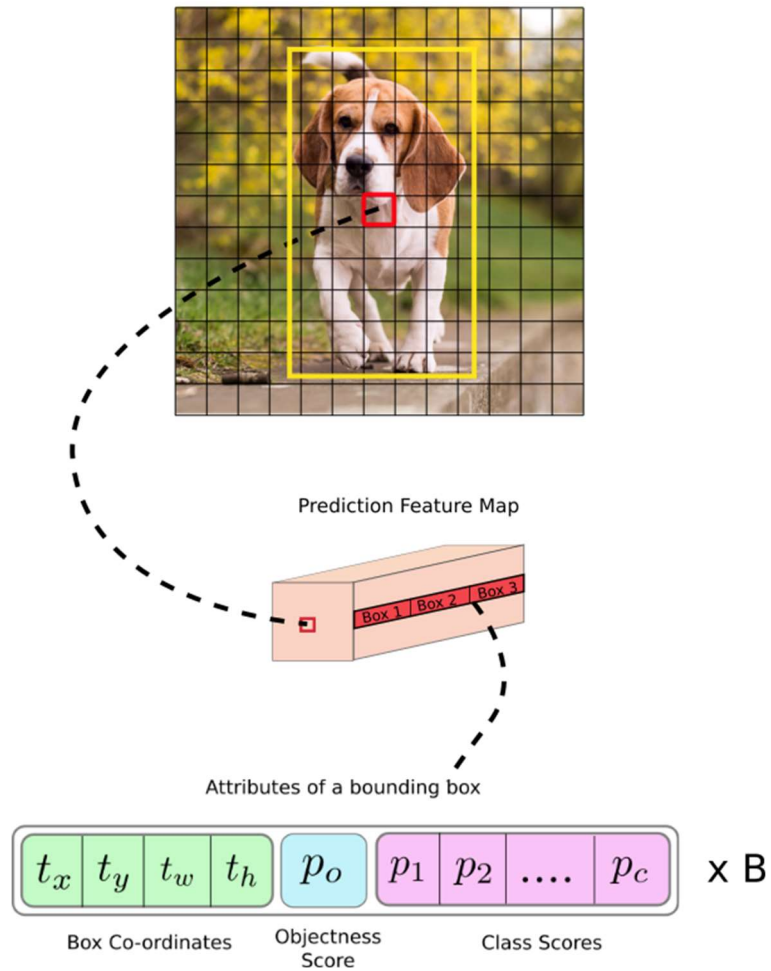 Prediction Feature Map
Box 1 Box 2 Box 3
Attributes of a bounding box
t_x t_y t_w t_h p_o p_1 p_2 .... p_c x B
Box Co-ordinates Objectness Score Class Scores